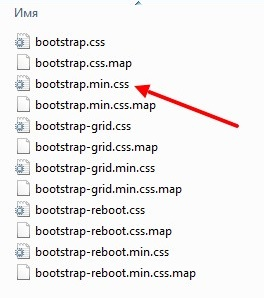 Имя
bootstrap.css
bootstrap.css.map
bootstrap.min.css
bootstrap.min.css.map
bootstrap-grid.css
bootstrap-grid.css.map
bootstrap-grid.min.css
bootstrap-grid.min.css.map
bootstrap-reboot.css
bootstrap-reboot.css.map
bootstrap-reboot.min.css
bootstrap-reboot.min.css.map